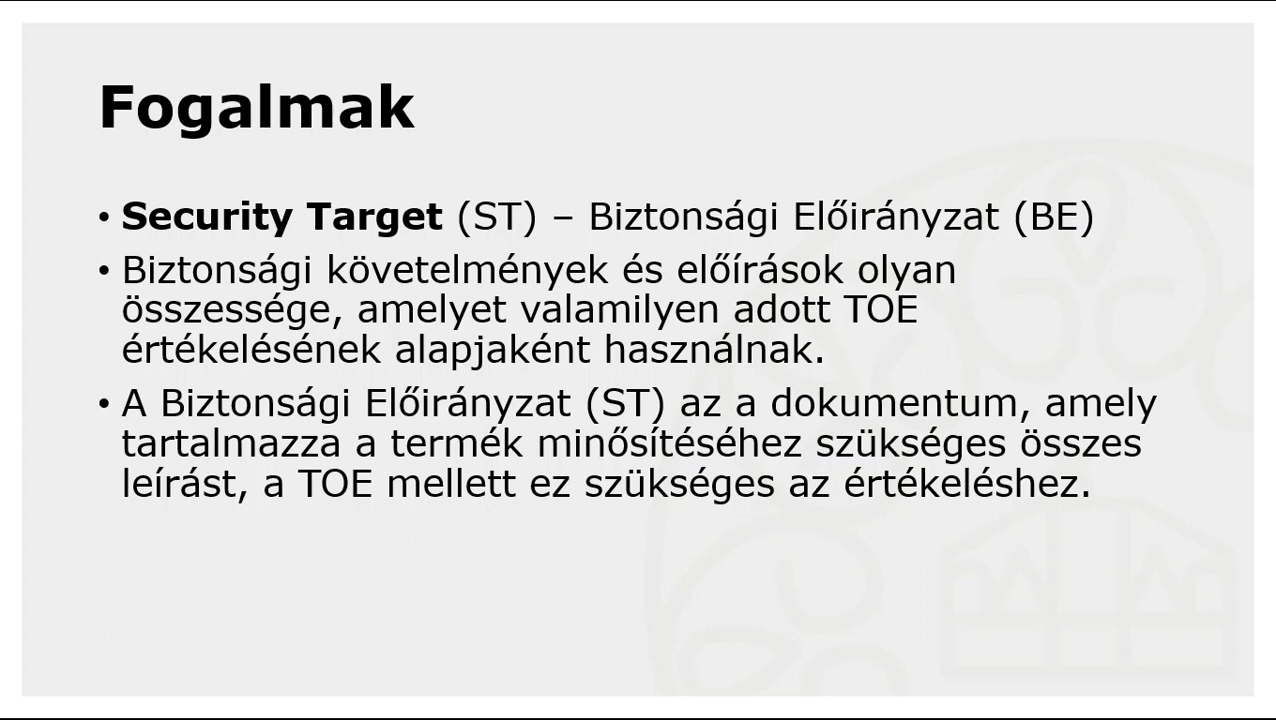 Fogalmak
• Security Target (ST) – Biztonsági Előirányzat (BE)
• Biztonsági követelmények és előírások olyan
összessége, amelyet valamilyen adott TOE
értékelésének alapjaként használnak.
• A Biztonsági Előirányzat (ST) az a dokumentum, amely
tartalmazza a termék minősítéséhez szükséges összes
leírást, a TOE mellett ez szükséges az értékeléshez.